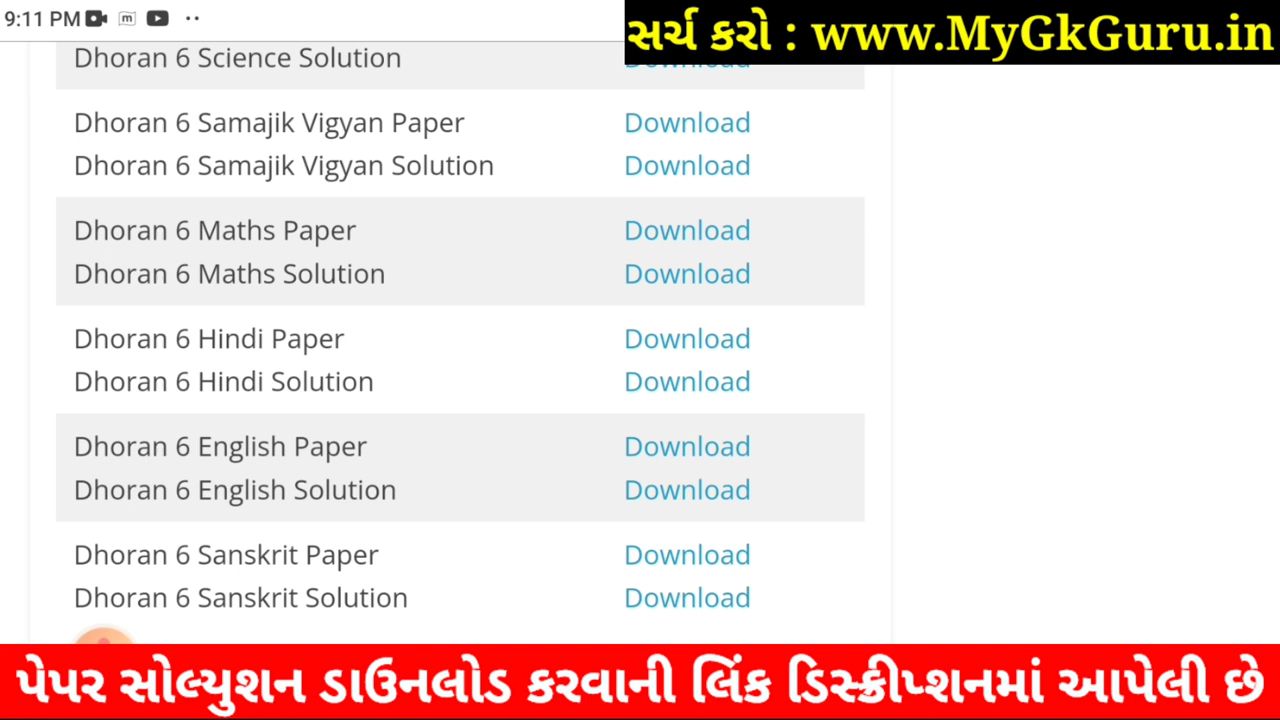 9:11 PM
સર્ચ કરો : www.MyGkGuru.in
Dhoran 6 Science Solution Download
Dhoran 6 Samajik Vigyan Paper Download
Dhoran 6 Samajik Vigyan Solution Download
Dhoran 6 Maths Paper Download
Dhoran 6 Maths Solution Download
Dhoran 6 Hindi Paper Download
Dhoran 6 Hindi Solution Download
Dhoran 6 English Paper Download
Dhoran 6 English Solution Download
Dhoran 6 Sanskrit Paper Download
Dhoran 6 Sanskrit Solution Download
પેપર સોલ્યુશન ડાઉનલોડ કરવાની લિંક ડિસ્ક્રીપ્શનમાં આપેલી છે